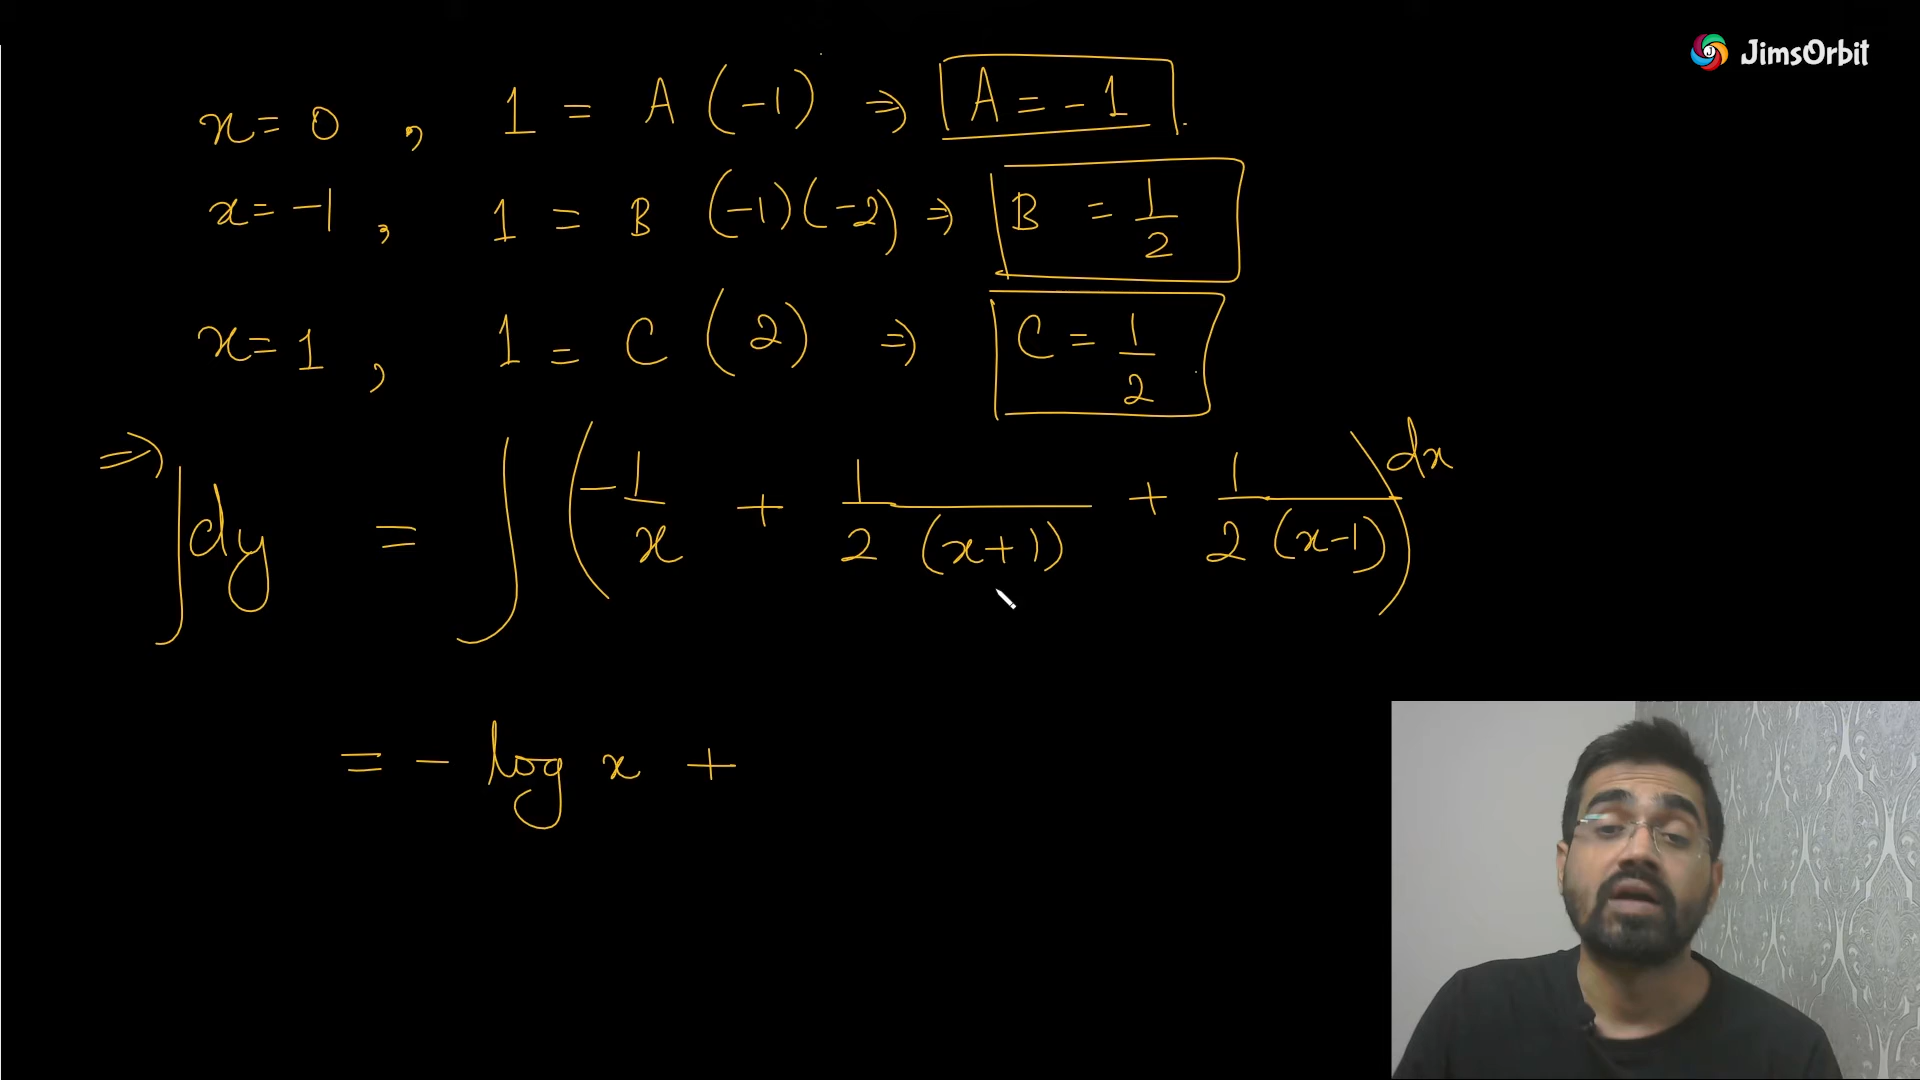 JimsOrbit
x = 0 , 1 = A (-1) ⇒ A = -1
x = -1 , 1 = B (-1)(-2) ⇒ B = 1/2
x = 1 , 1 = C (2) ⇒ C = 1/2
⇒ ∫dy = ∫(-1/x + 1/2(x+1) + 1/2(x-1)) dx
= - log x +